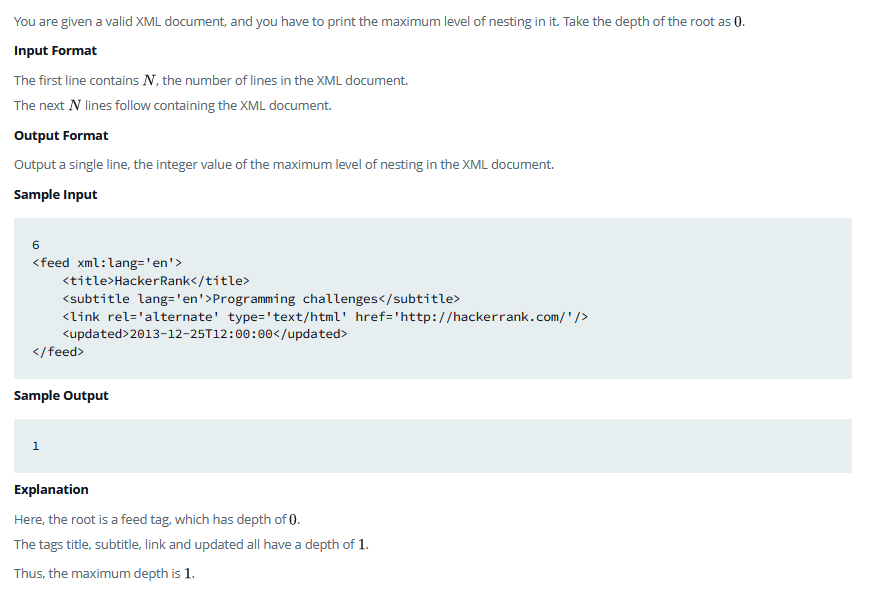 You are given a valid XML document, and you have to print the maximum level of nesting in it. Take the depth of the root as 0.
Input Format
The first line contains N, the number of lines in the XML document.
The next N lines follow containing the XML document.
Output Format
Output a single line, the integer value of the maximum level of nesting in the XML document.
Sample Input
6
<feed xml:lang='en'>
    <title>HackerRank</title>
    <subtitle lang='en'>Programming challenges</subtitle>
    <link rel='alternate' type='text/html' href='http://hackerrank.com/'/>
    <updated>2013-12-25T12:00:00</updated>
</feed>
Sample Output
1
Explanation
Here, the root is a feed tag, which has depth of 0.
The tags title, subtitle, link and updated all have a depth of 1.
Thus, the maximum depth is 1.